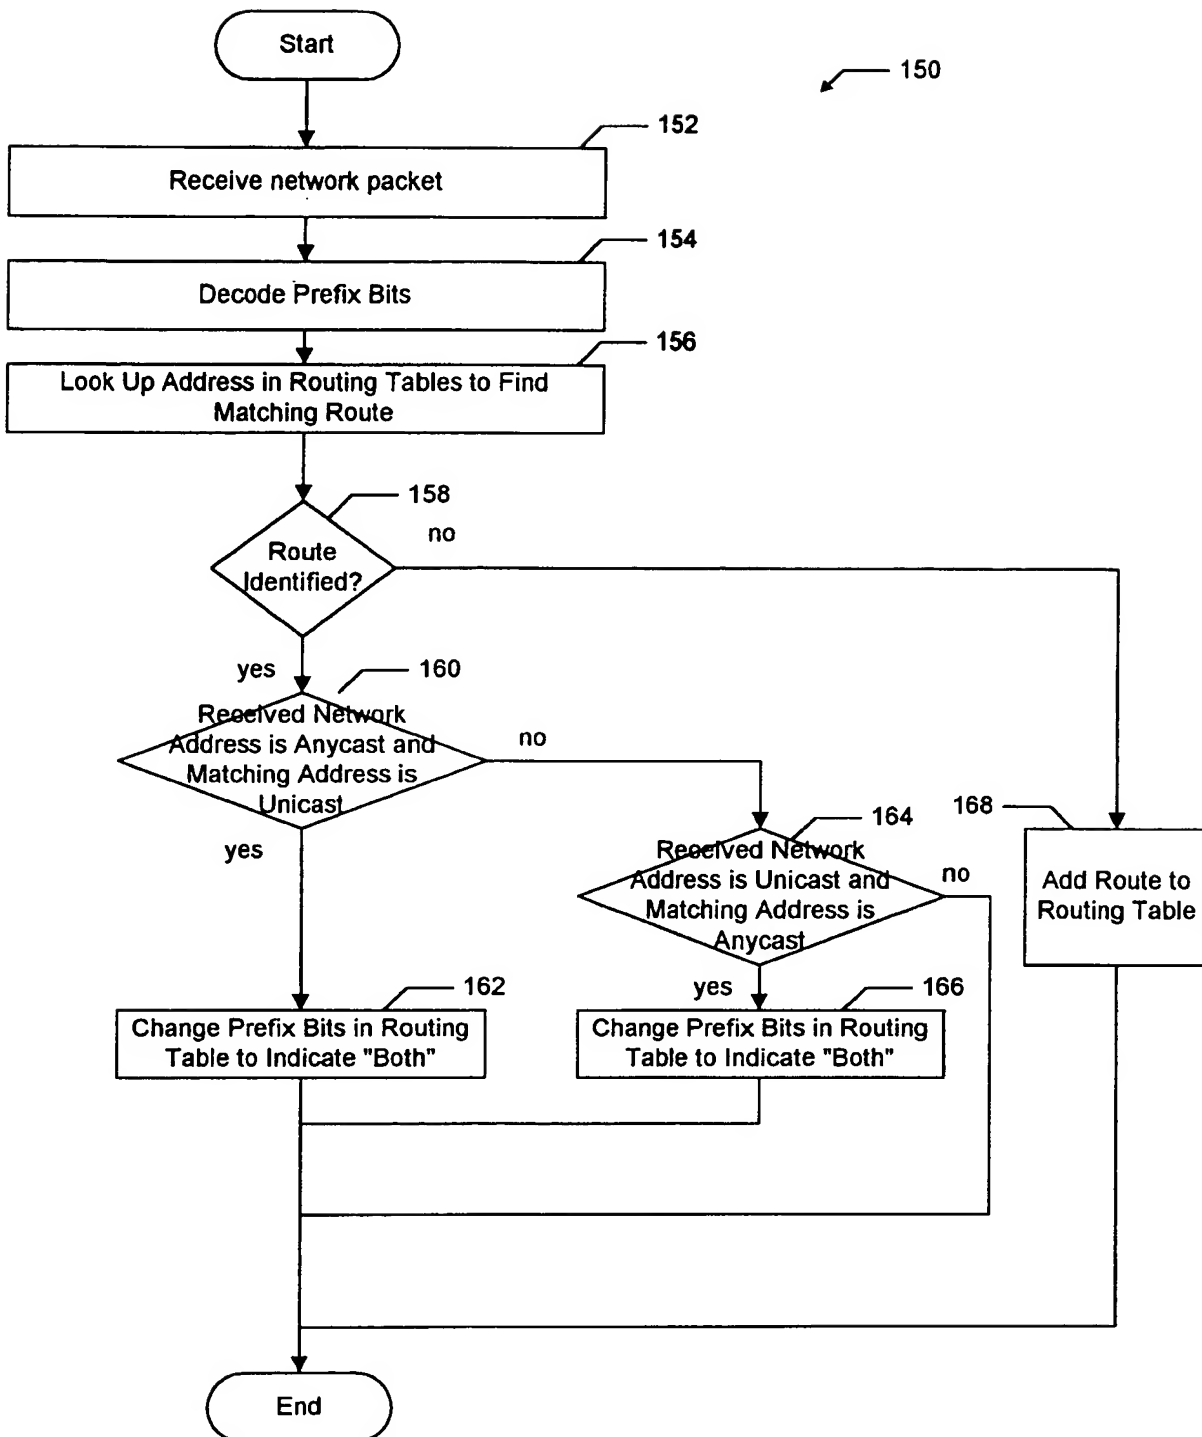 Start
150
152
Receive network packet
154
Decode Prefix Bits
156
Look Up Address in Routing Tables to Find
Matching Route
158
Route
Identified?
no
yes
160
Received Network
Address is Anycast and
Matching Address is
Unicast
no
yes
164
Received Network
Address is Unicast and
Matching Address is
Anycast
no
168
Add Route to
Routing Table
162
Change Prefix Bits in Routing
Table to Indicate "Both"
yes
166
Change Prefix Bits in Routing
Table to Indicate "Both"
End